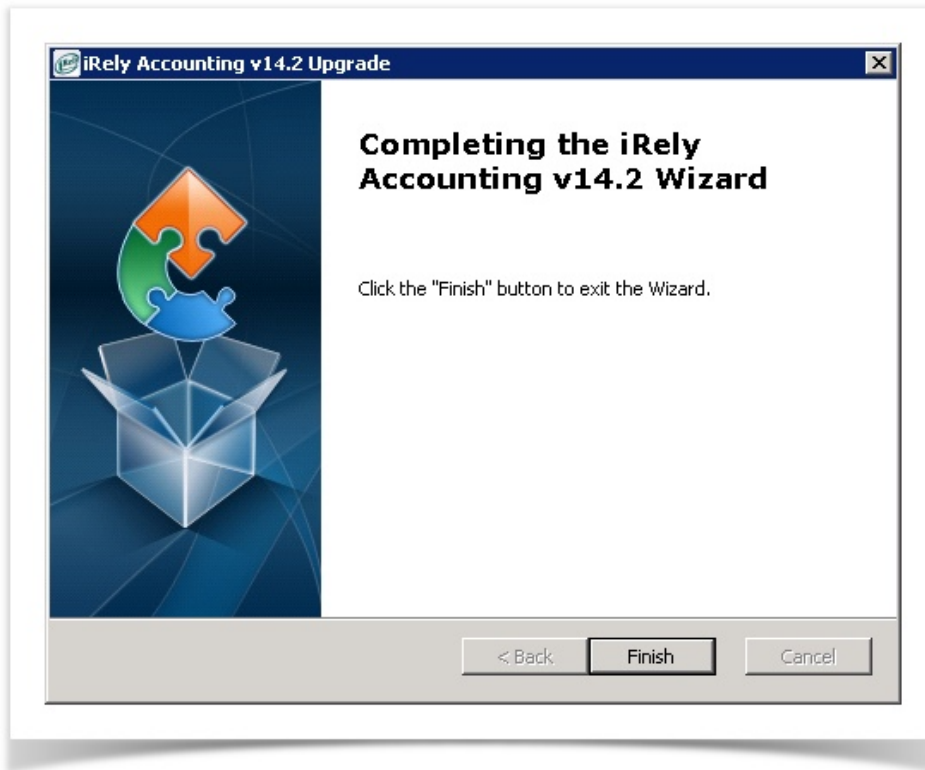 iRely Accounting v14.2 Upgrade
Completing the iRely
Accounting v14.2 Wizard
Click the "Finish" button to exit the Wizard.
< Back
Finish
Cancel